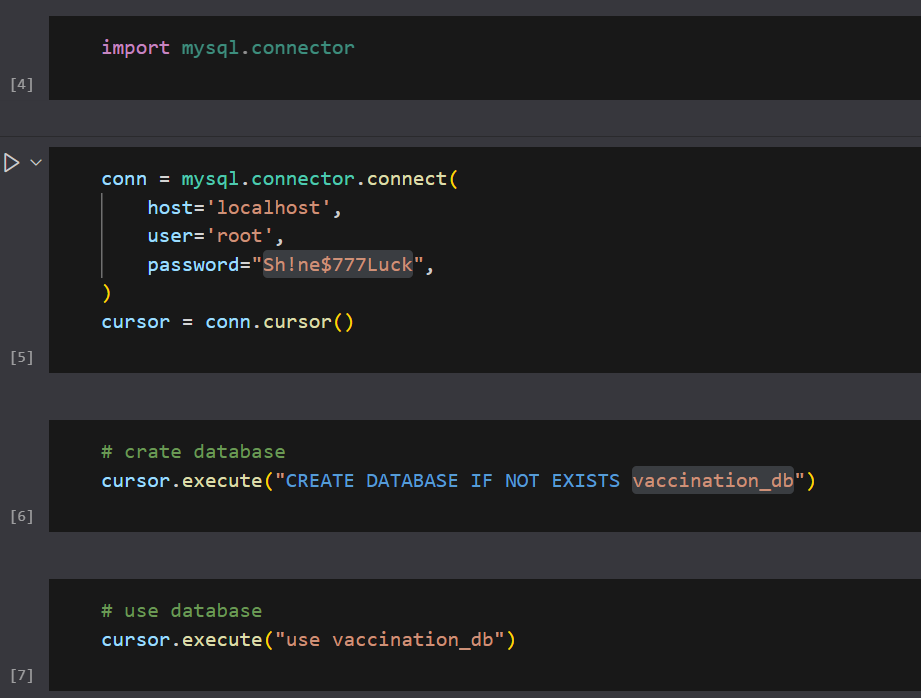 import mysql.connector
[4]
conn = mysql.connector.connect(
    host='localhost',
    user='root',
    password="Sh!ne$777Luck",
)
cursor = conn.cursor()
[5]
# crate database
cursor.execute("CREATE DATABASE IF NOT EXISTS vaccination_db")
[6]
# use database
cursor.execute("use vaccination_db")
[7]